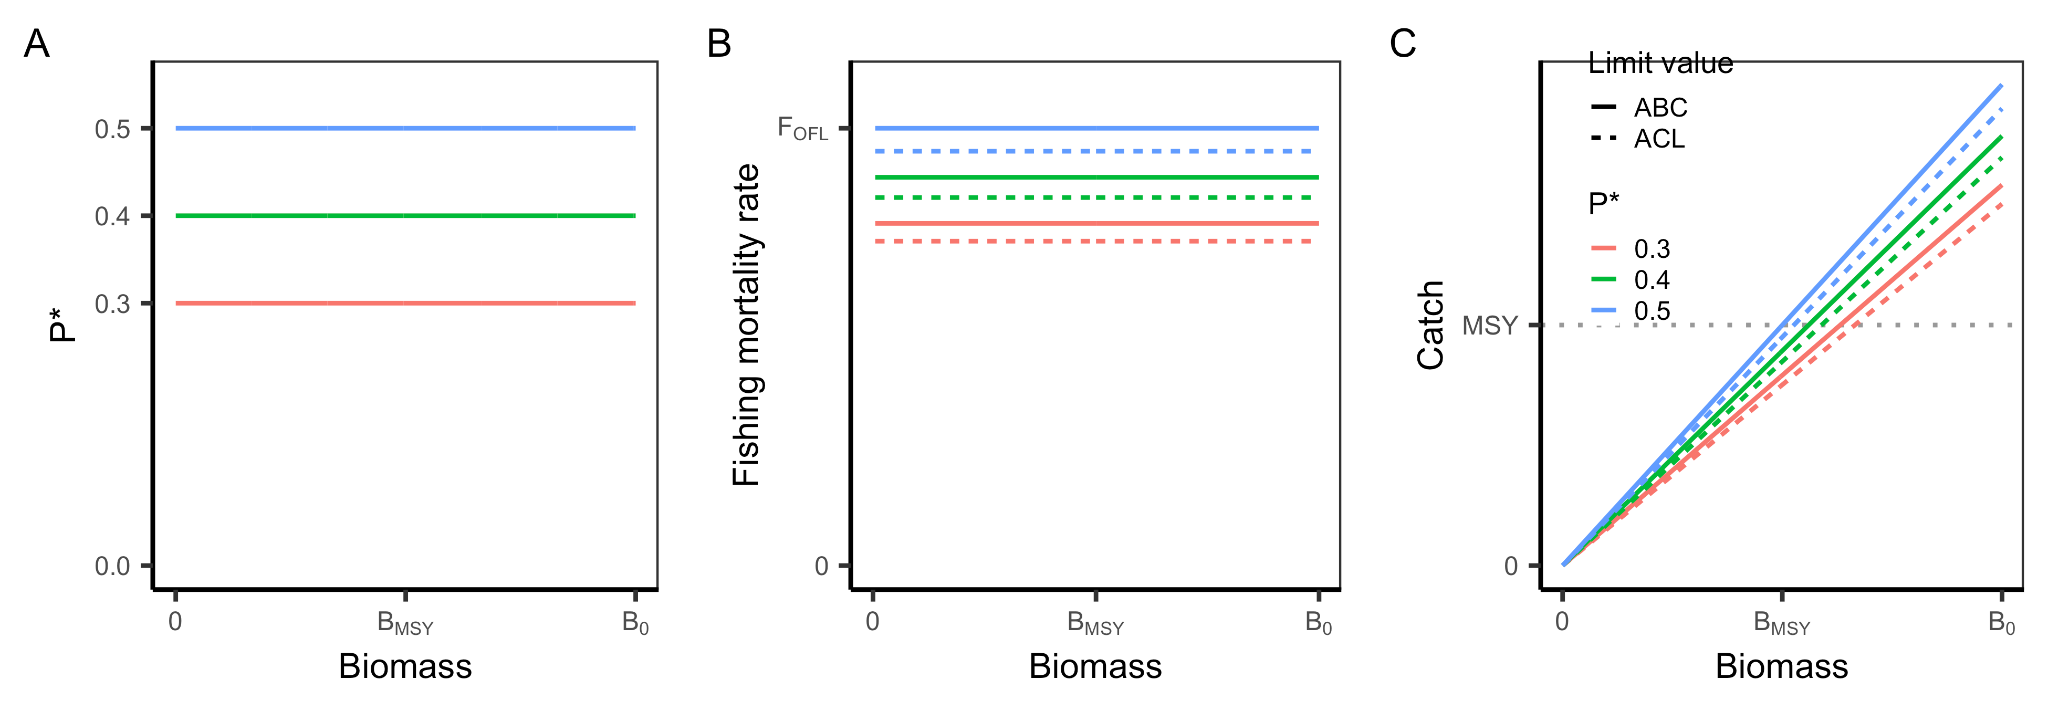 A
0.5
0.4
0.3
0.0
P*
0
BMSY
B0
Biomass
B
FOFL
0
Fishing mortality rate
0
BMSY
B0
Biomass
C
Limit value
ABC
ACL
P*
0.3
0.4
0.5
MSY
0
Catch
0
BMSY
B0
Biomass